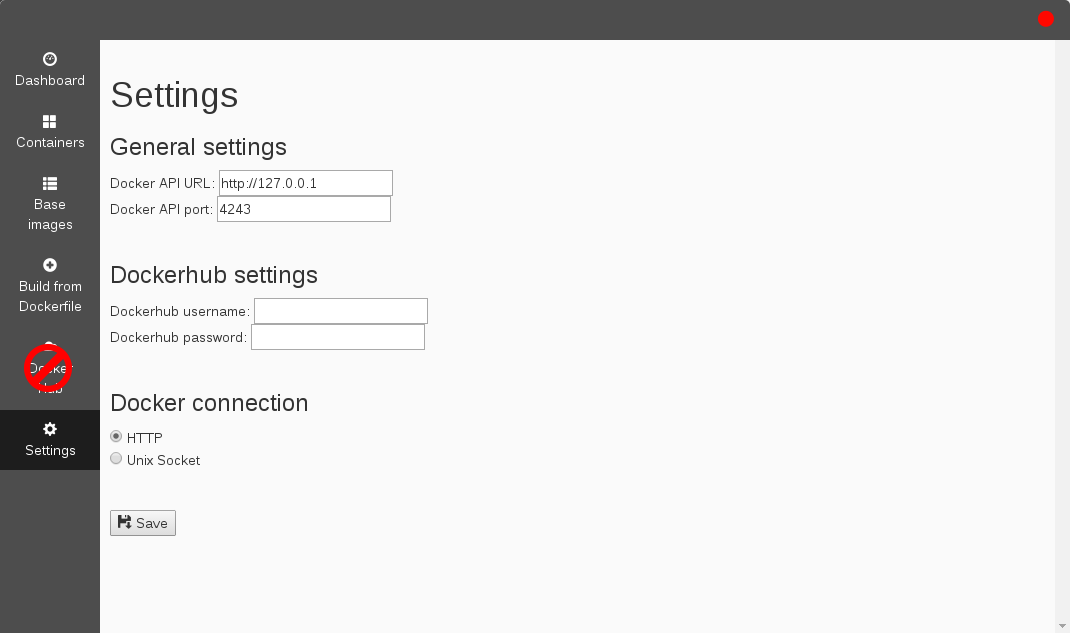 Dashboard
Containers
Base
images
Build from
Dockerfile
Docker
Hub
Settings
Settings
General settings
Docker API URL: http://127.0.0.1
Docker API port: 4243
Dockerhub settings
Dockerhub username:
Dockerhub password:
Docker connection
HTTP
Unix Socket
Save